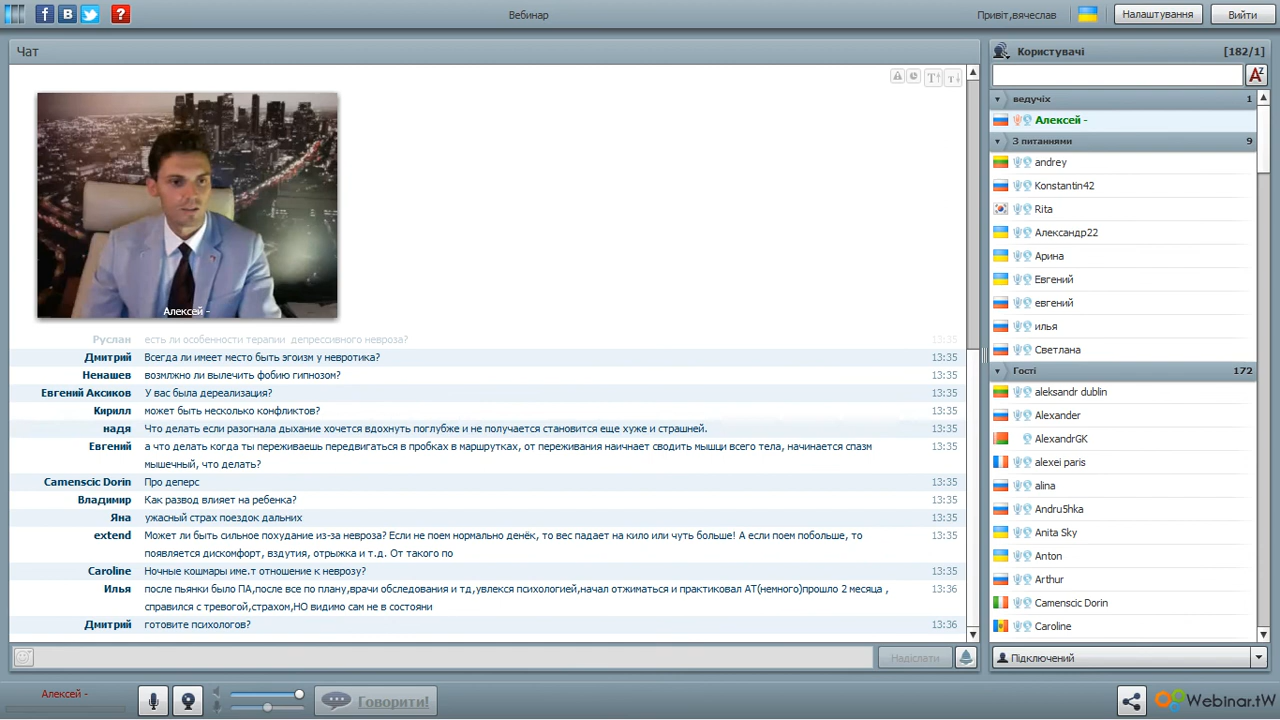 f B ?
Вебинар
Привіт,вячеслав
Налаштування
Вийти
Чат
Користувачі
[182/1]
T T
A Z
Алексей -
ведучіх 1
Алексей -
З питаннями 9
andrey
Konstantin42
Rita
Александр22
Арина
Евгений
евгений
илья
Светлана
Гості 172
aleksandr dublin
Alexander
AlexandrGK
alexei paris
alina
Andru5hka
Anita Sky
Anton
Arthur
Camenscic Dorin
Caroline
Руслан есть ли особенности терапии депрессивного невроза? 13:35
Дмитрий Всегда ли имеет место быть эгоизм у невротика? 13:35
Ненашев возмлжно ли вылечить фобию гипнозом? 13:35
Евгений Аксиков У вас была дереализация? 13:35
Кирилл может быть несколько конфликтов? 13:35
надя Что делать если разогнала дыхание хочется вдохнуть поглубже и не получается становится еще хуже и страшней. 13:35
Евгений а что делать когда ты переживаешь передвигаться в пробках в маршрутках, от переживания наичнает сводить мышци всего тела, начинается спазм 13:35
мышечный, что делать?
Camenscic Dorin Про деперс 13:35
Владимир Как развод влияет на ребенка? 13:35
Яна ужасный страх поездок дальних 13:35
extend Может ли быть сильное похудание из-за невроза? Если не поем нормально денёк, то вес падает на кило или чуть больше! А если поем побольше, то 13:35
появляется дискомфорт, вздутия, отрыжка и т.д. От такого по
Caroline Ночные кошмары име.т отношение к неврозу? 13:35
Илья после пьянки было ПА,после все по плану,врачи обследования и тд,увлекся психологией,начал отжиматься и практиковал АТ(немного)прошло 2 месяца , 13:36
справился с тревогой,страхом,НО видимо сам не в состояни
Дмитрий готовите психологов? 13:36
Надіслати
Підключений
Алексей -
Говорити!
Webinar.tw